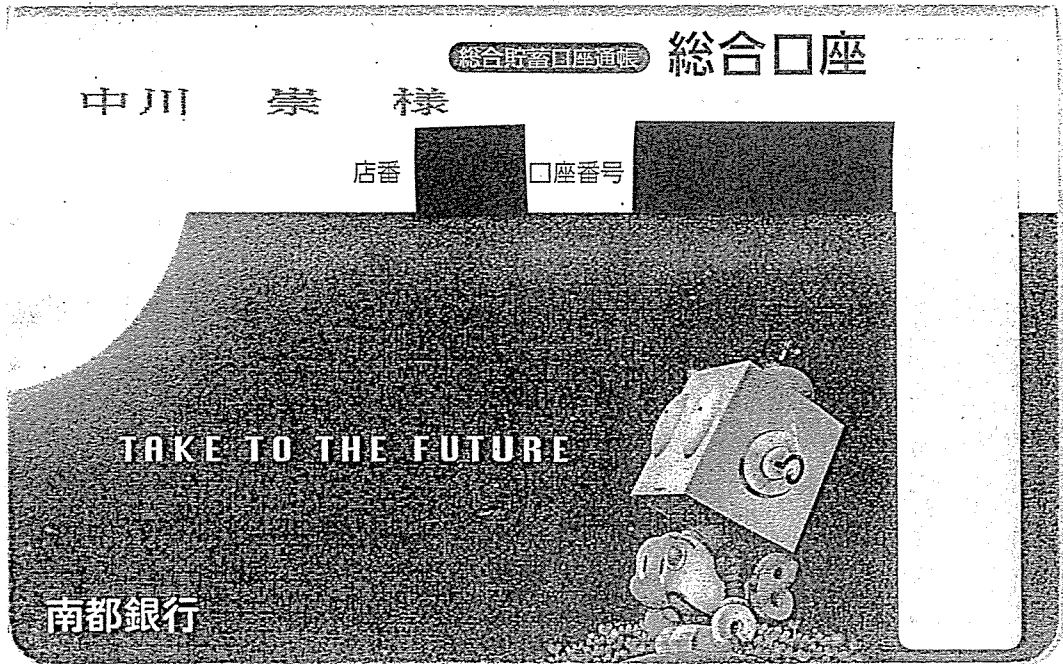 総合貯蓄口座通帳 総合口座
中川 崇 様
店番 口座番号
TAKE TO THE FUTURE
南都銀行